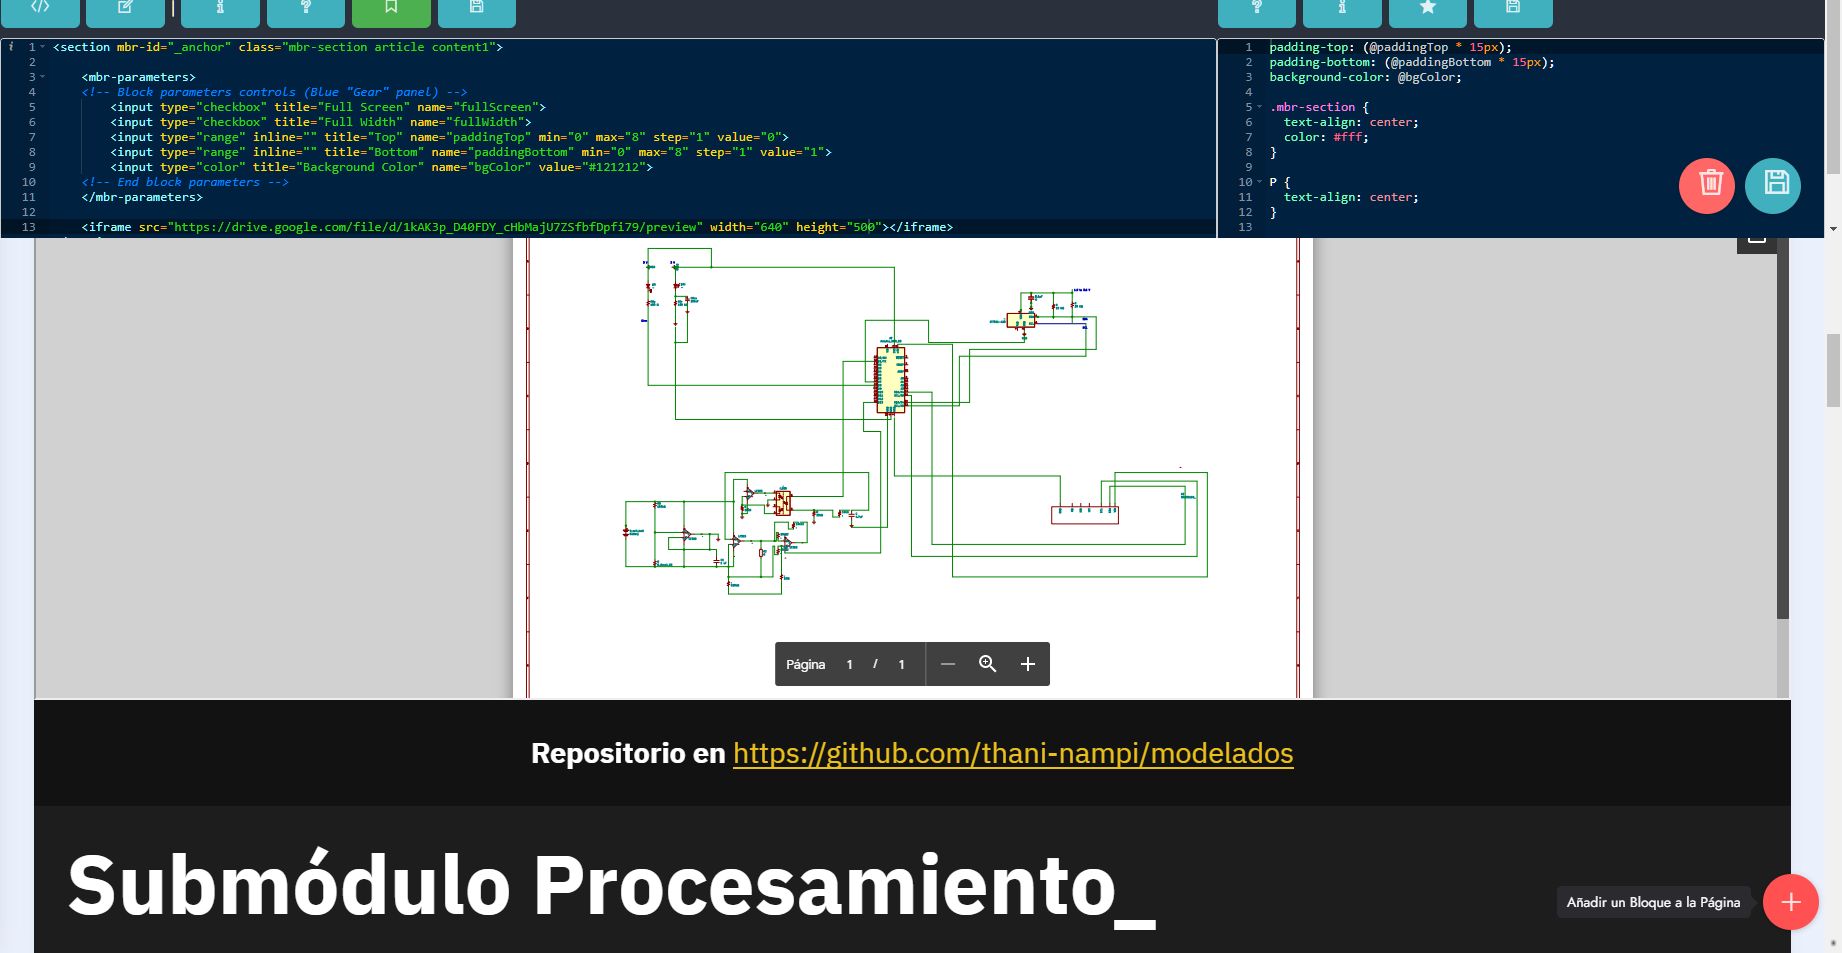 1 <section mbr-id="_anchor" class="mbr-section article content1">
2
3 <mbr-parameters>
4 <!-- Block parameters controls (Blue "Gear" panel) -->
5 <input type="checkbox" title="Full Screen" name="fullScreen">
6 <input type="checkbox" title="Full Width" name="fullWidth">
7 <input type="range" inline="" title="Top" name="paddingTop" min="0" max="8" step="1" value="0">
8 <input type="range" inline="" title="Bottom" name="paddingBottom" min="0" max="8" step="1" value="1">
9 <input type="color" title="Background Color" name="bgColor" value="#121212">
10 <!-- End block parameters -->
11 </mbr-parameters>
12
13 <iframe src="https://drive.google.com/file/d/1kAK3p_D40FDY_cHbMajU7ZSfbfDpfi79/preview" width="640" height="500"></iframe>
1 padding-top: (@paddingTop * 15px);
2 padding-bottom: (@paddingBottom * 15px);
3 background-color: @bgColor;
4
5 .mbr-section {
6 text-align: center;
7 color: #fff;
8 }
9
10 P {
11 text-align: center;
12 }
13
Página 1 / 1
Repositorio en https://github.com/thani-nampi/modelados
Submódulo Procesamiento_
Añadir un Bloque a la Página